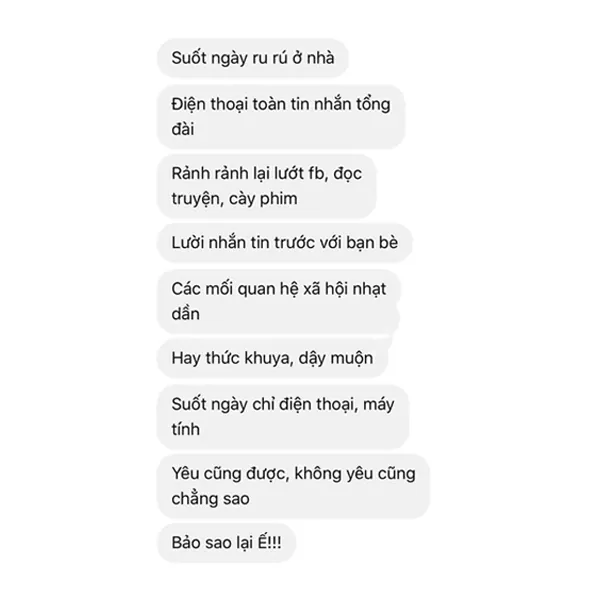 Suốt ngày ru rú ở nhà
Điện thoại toàn tin nhắn tổng
đài
Rảnh rảnh lại lướt fb, đọc
truyện, cày phim
Lười nhắn tin trước với bạn bè
Các mối quan hệ xã hội nhạt
dần
Hay thức khuya, dậy muộn
Suốt ngày chỉ điện thoại, máy
tính
Yêu cũng được, không yêu cũng
chẳng sao
Bảo sao lại Ế!!!